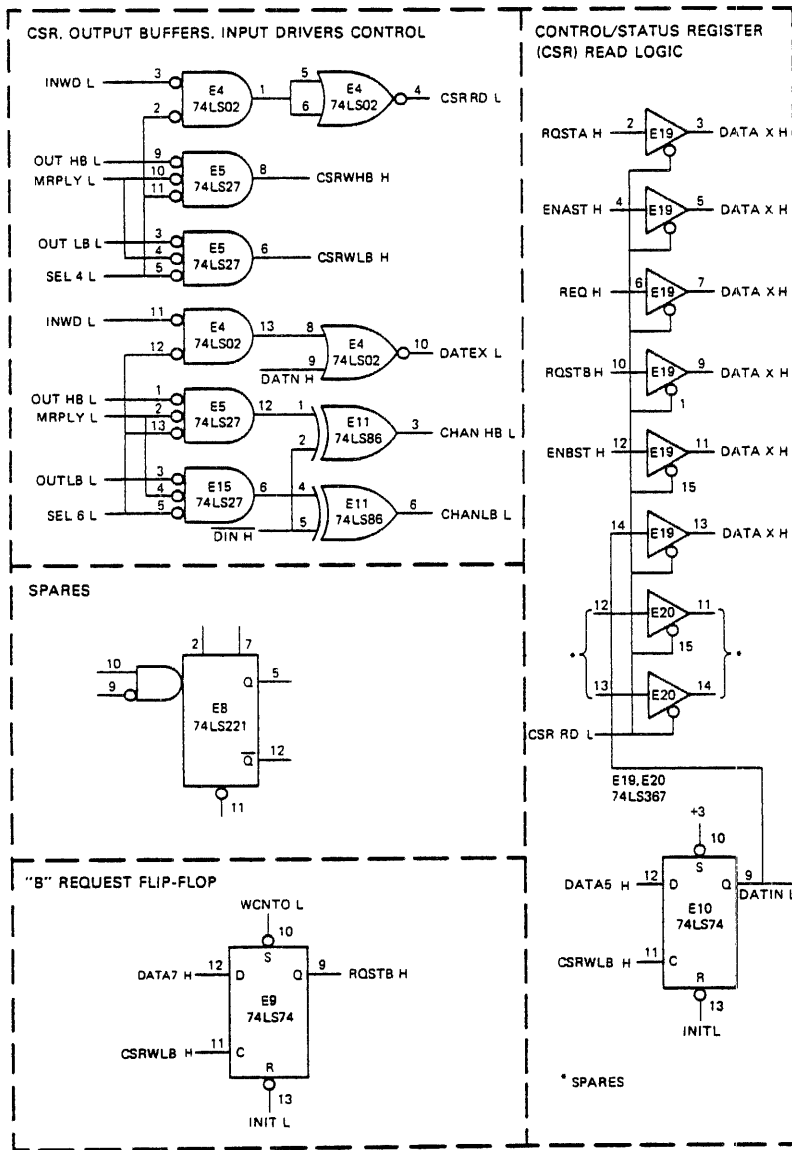 CSR, OUTPUT BUFFERS, INPUT DRIVERS CONTROL
INWD L
3
2
E4
74LS02
1
5
6
E4
74LS02
4
CSR RD L
OUT HB L
MRPLY L
9
10
11
E5
74LS27
8
CSRWHB H
OUT LB L
SEL 4 L
3
4
5
E5
74LS27
6
CSRWLB H
INWD L
11
12
E4
74LS02
13
8
9
DATN H
E4
74LS02
10
DATEX L
OUT HB L
MRPLY L
1
2
13
E5
74LS27
12
1
2
E11
74LS86
3
CHAN HB L
OUTLB L
SEL 6 L
3
4
5
E15
74LS27
6
4
5
DIN H
E11
74LS86
6
CHANLB L
SPARES
10
9
2
7
E8
74LS221
Q
5
Q
12
11
"B" REQUEST FLIP-FLOP
WCNTO L
10
S
DATA7 H
12
D
Q
9
RQSTB H
E9
74LS74
CSRWLB H
11
C
R
13
INIT L
CONTROL/STATUS REGISTER
(CSR) READ LOGIC
RQSTA H
2
E19
3
DATA X H
ENAST H
4
E19
5
DATA X H
REQ H
6
E19
7
DATA X H
RQSTB H
10
E19
9
DATA X H
1
ENBST H
12
E19
11
DATA X H
15
14
E19
13
DATA X H
12
E20
11
15
*
*
13
E20
14
CSR RD L
E19, E20
74LS367
+3
10
S
DATA5 H
12
D
Q
9
DATIN L
E10
74LS74
CSRWLB H
11
C
R
13
INITL
* SPARES